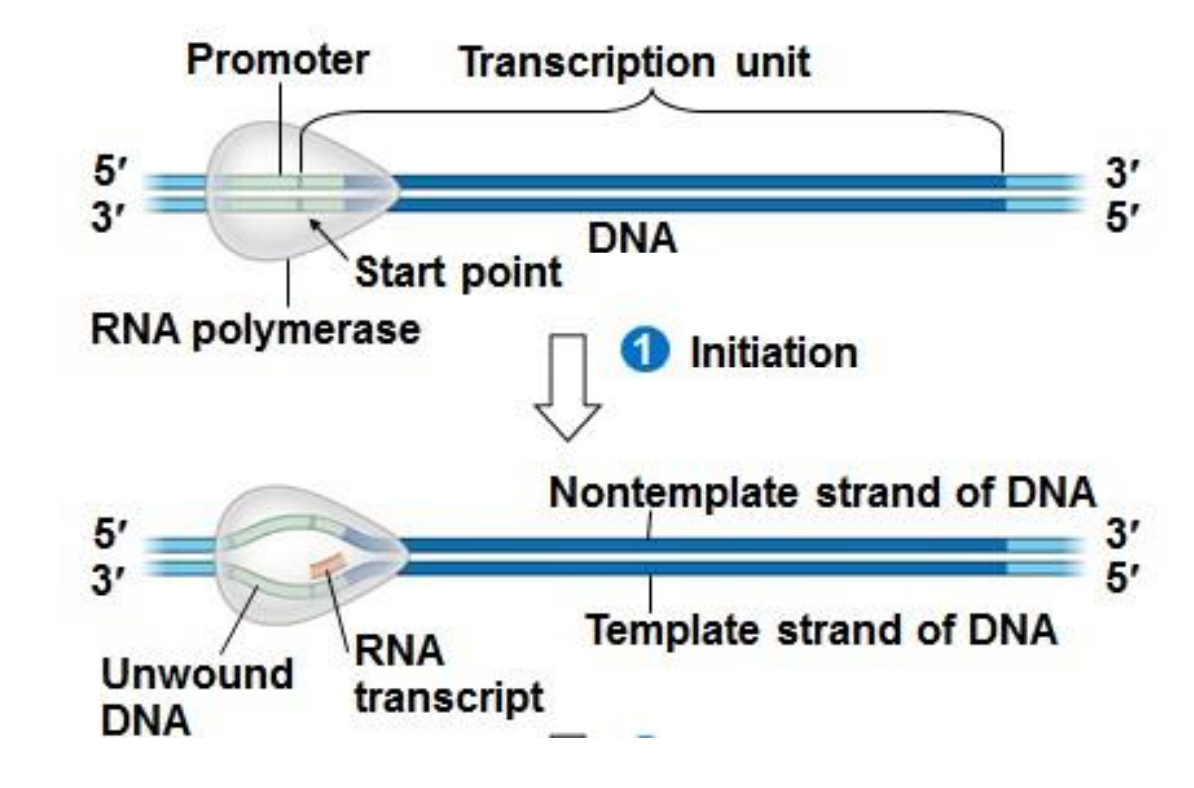 Promoter
Transcription unit
5′
3′
3′
5′
DNA
Start point
RNA polymerase
1 Initiation
Nontemplate strand of DNA
5′
3′
3′
5′
Template strand of DNA
RNA
transcript
Unwound
DNA